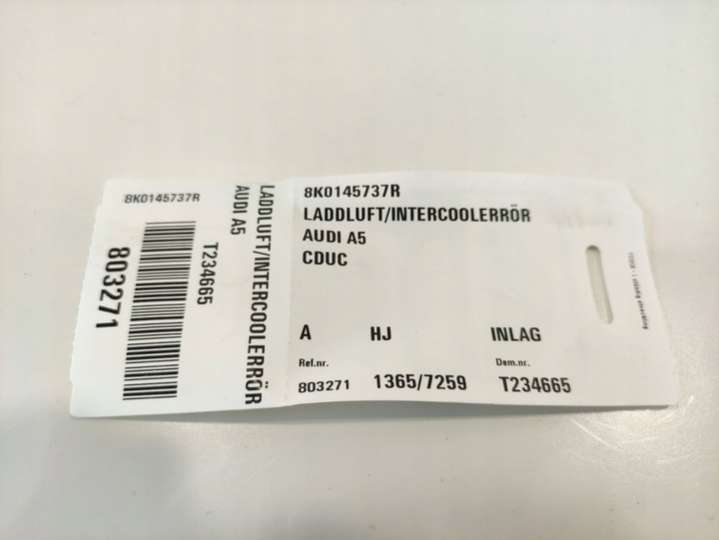 8K0145737R
803271
T234665
LADDLUFT/INTERCOOLERRÖR
AUDI A5
8K0145737R
LADDLUFT/INTERCOOLERRÖR
AUDI A5
CDUC
A HJ INLAG
Ref.nr. Dem.nr.
803271 1365/7259 T234665